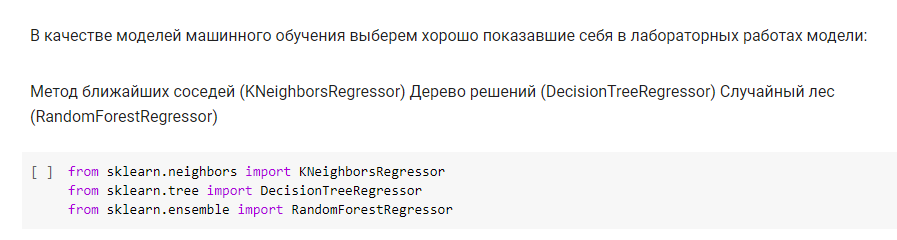 В качестве моделей машинного обучения выберем хорошо показавшие себя в лабораторных работах модели:
Метод ближайших соседей (KNeighborsRegressor) Дерево решений (DecisionTreeRegressor) Случайный лес
(RandomForestRegressor)
[ ] from sklearn.neighbors import KNeighborsRegressor
from sklearn.tree import DecisionTreeRegressor
from sklearn.ensemble import RandomForestRegressor